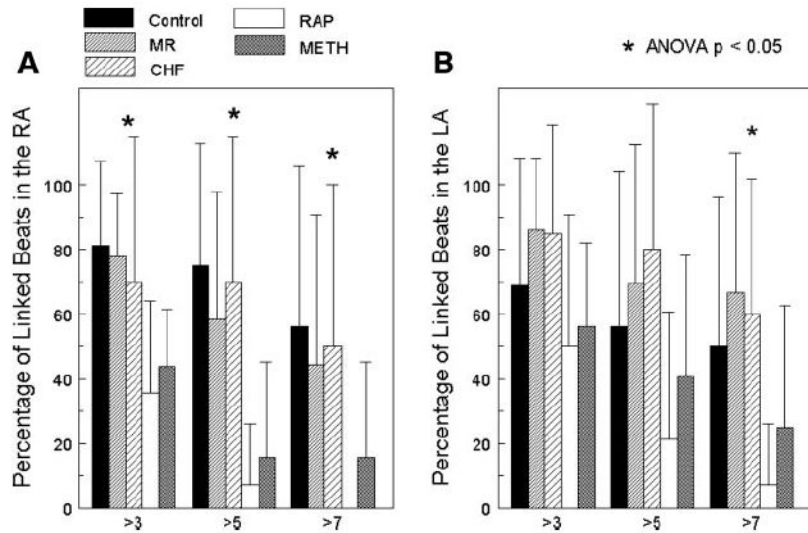 Control
RAP
MR
METH
CHF
* ANOVA p < 0.05
A
B
Percentage of Linked Beats in the RA
100
80
60
40
20
0
>3
>5
>7
*
*
*
Percentage of Linked Beats in the LA
100
80
60
40
20
0
>3
>5
>7
*